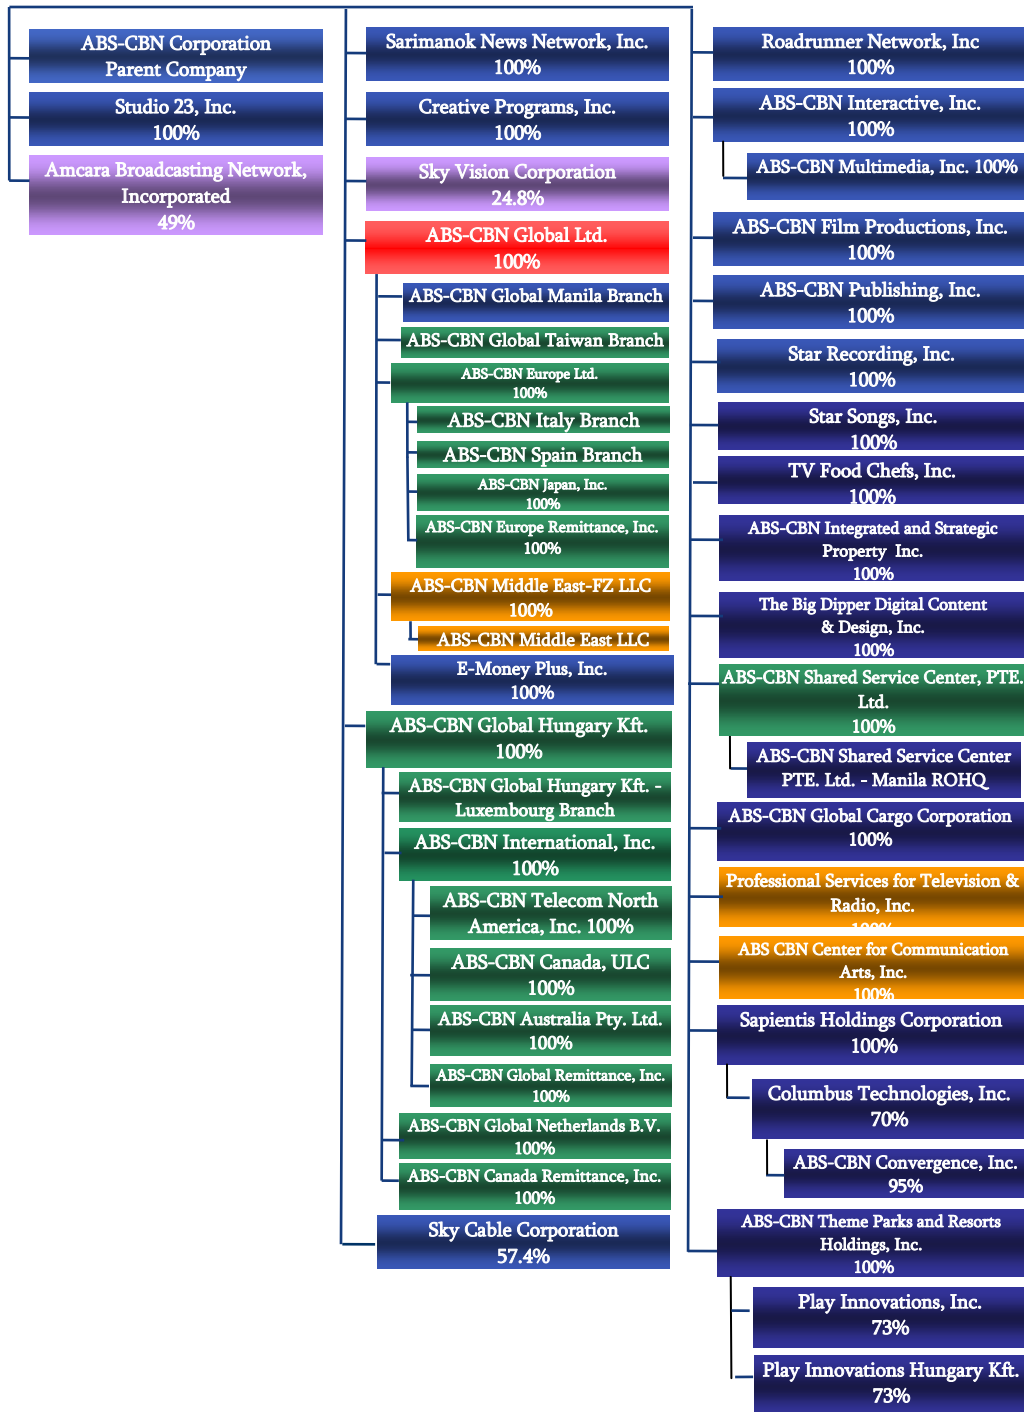 ABS-CBN Corporation
Parent Company
Studio 23, Inc.
100%
Amcara Broadcasting Network,
Incorporated
49%
Sarimanok News Network, Inc.
100%
Creative Programs, Inc.
100%
Sky Vision Corporation
24.8%
ABS-CBN Global Ltd.
100%
ABS-CBN Global Manila Branch
ABS-CBN Global Taiwan Branch
ABS-CBN Europe Ltd.
100%
ABS-CBN Italy Branch
ABS-CBN Spain Branch
ABS-CBN Japan, Inc.
100%
ABS-CBN Europe Remittance, Inc.
100%
ABS-CBN Middle East-FZ LLC
100%
ABS-CBN Middle East LLC
E-Money Plus, Inc.
100%
ABS-CBN Global Hungary Kft.
100%
ABS-CBN Global Hungary Kft. -
Luxembourg Branch
ABS-CBN International, Inc.
100%
ABS-CBN Telecom North
America, Inc. 100%
ABS-CBN Canada, ULC
100%
ABS-CBN Australia Pty. Ltd.
100%
ABS-CBN Global Remittance, Inc.
100%
ABS-CBN Global Netherlands B.V.
100%
ABS-CBN Canada Remittance, Inc.
100%
Sky Cable Corporation
57.4%
Roadrunner Network, Inc
100%
ABS-CBN Interactive, Inc.
100%
ABS-CBN Multimedia, Inc. 100%
ABS-CBN Film Productions, Inc.
100%
ABS-CBN Publishing, Inc.
100%
Star Recording, Inc.
100%
Star Songs, Inc.
100%
TV Food Chefs, Inc.
100%
ABS-CBN Integrated and Strategic
Property Inc.
100%
The Big Dipper Digital Content
& Design, Inc.
100%
ABS-CBN Shared Service Center, PTE.
Ltd.
100%
ABS-CBN Shared Service Center
PTE. Ltd. - Manila ROHQ
ABS-CBN Global Cargo Corporation
100%
Professional Services for Television &
Radio, Inc.
100%
ABS CBN Center for Communication
Arts, Inc.
100%
Sapientis Holdings Corporation
100%
Columbus Technologies, Inc.
70%
ABS-CBN Convergence, Inc.
95%
ABS-CBN Theme Parks and Resorts
Holdings, Inc.
100%
Play Innovations, Inc.
73%
Play Innovations Hungary Kft.
73%